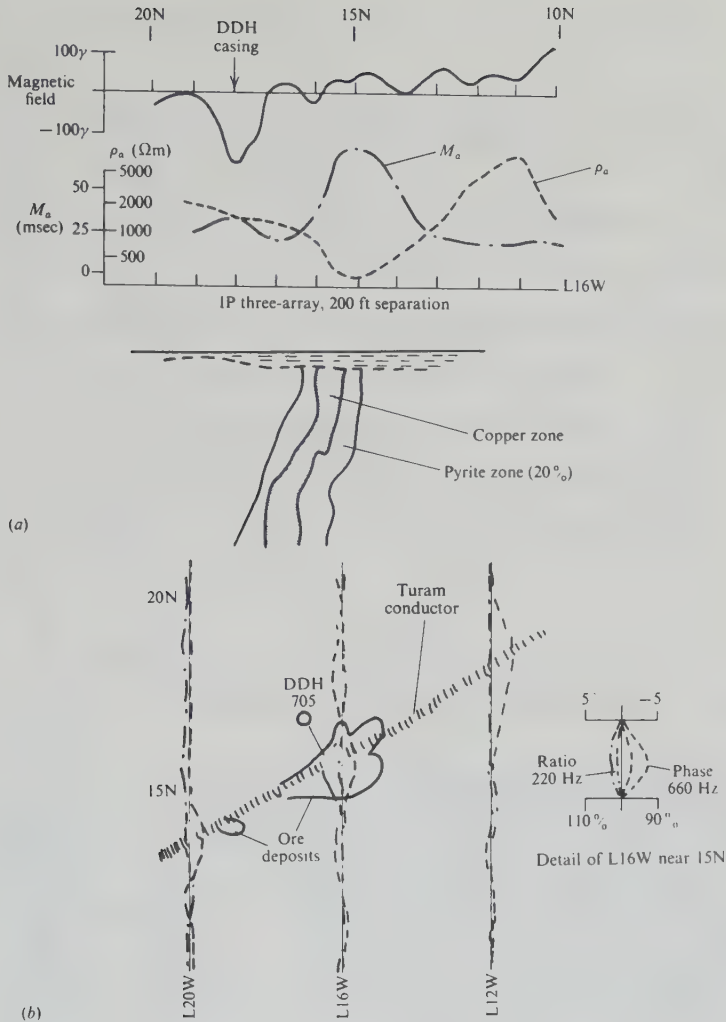 20N
DDH
casing
15N
10N
100γ
Magnetic
field
−100γ
ρa (Ωm)
5000
2000
1000
500
Ma
(msec)
50
25
0
Ma
ρa
L16W
IP three-array, 200 ft separation
Copper zone
Pyrite zone (20%)
(a)
20N
Turam
conductor
DDH
705
15N
Ore
deposits
5
−5
Ratio
220 Hz
Phase
660 Hz
110%
90%
Detail of L16W near 15N
L20W
L16W
L12W
(b)